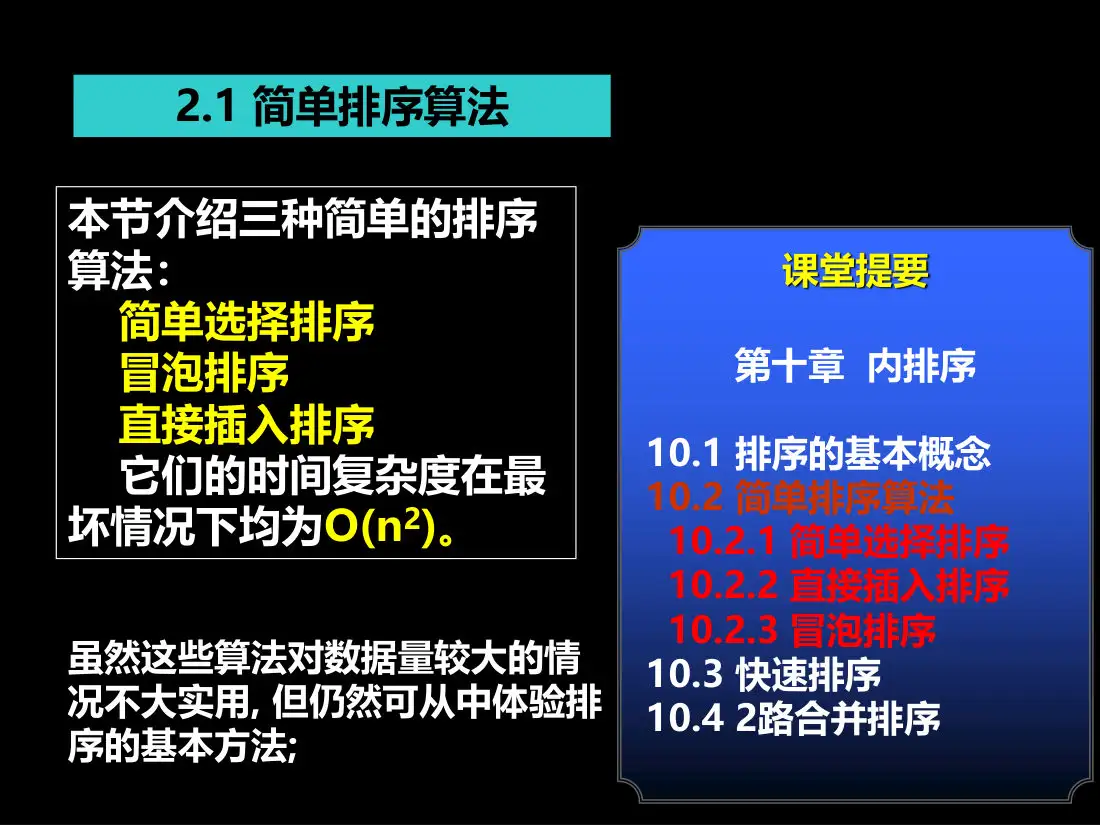 2.1 简单排序算法
本节介绍三种简单的排序
算法：
简单选择排序
冒泡排序
直接插入排序
它们的时间复杂度在最
坏情况下均为O(n²)。
虽然这些算法对数据量较大的情
况不大实用, 但仍然可从中体验排
序的基本方法;
课堂提要
第十章 内排序
10.1 排序的基本概念
10.2 简单排序算法
10.2.1 简单选择排序
10.2.2 直接插入排序
10.2.3 冒泡排序
10.3 快速排序
10.4 2路合并排序